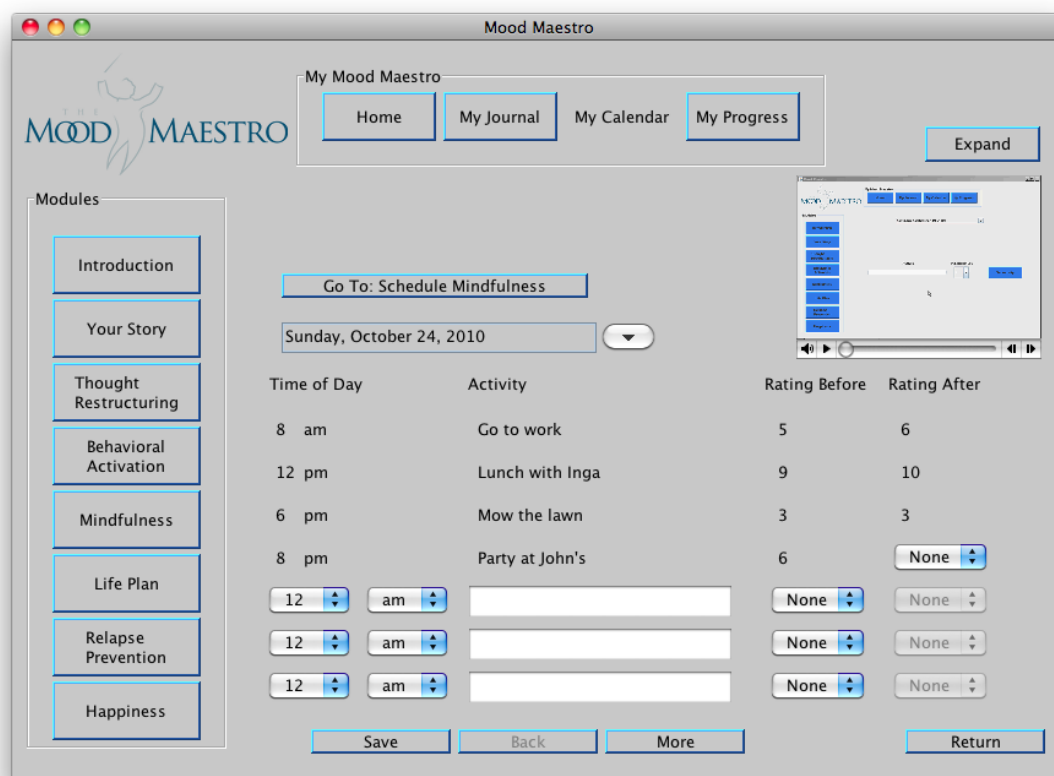 Mood Maestro
THE
MOOD MAESTRO
My Mood Maestro
Home My Journal My Calendar My Progress
Expand
Modules
Introduction
Your Story
Thought
Restructuring
Behavioral
Activation
Mindfulness
Life Plan
Relapse
Prevention
Happiness
Go To: Schedule Mindfulness
Sunday, October 24, 2010
Time of Day Activity Rating Before Rating After
8 am Go to work 5 6
12 pm Lunch with Inga 9 10
6 pm Mow the lawn 3 3
8 pm Party at John's 6 None
12 am None None
12 am None None
12 am None None
Save Back More Return
MOOD MAESTRO